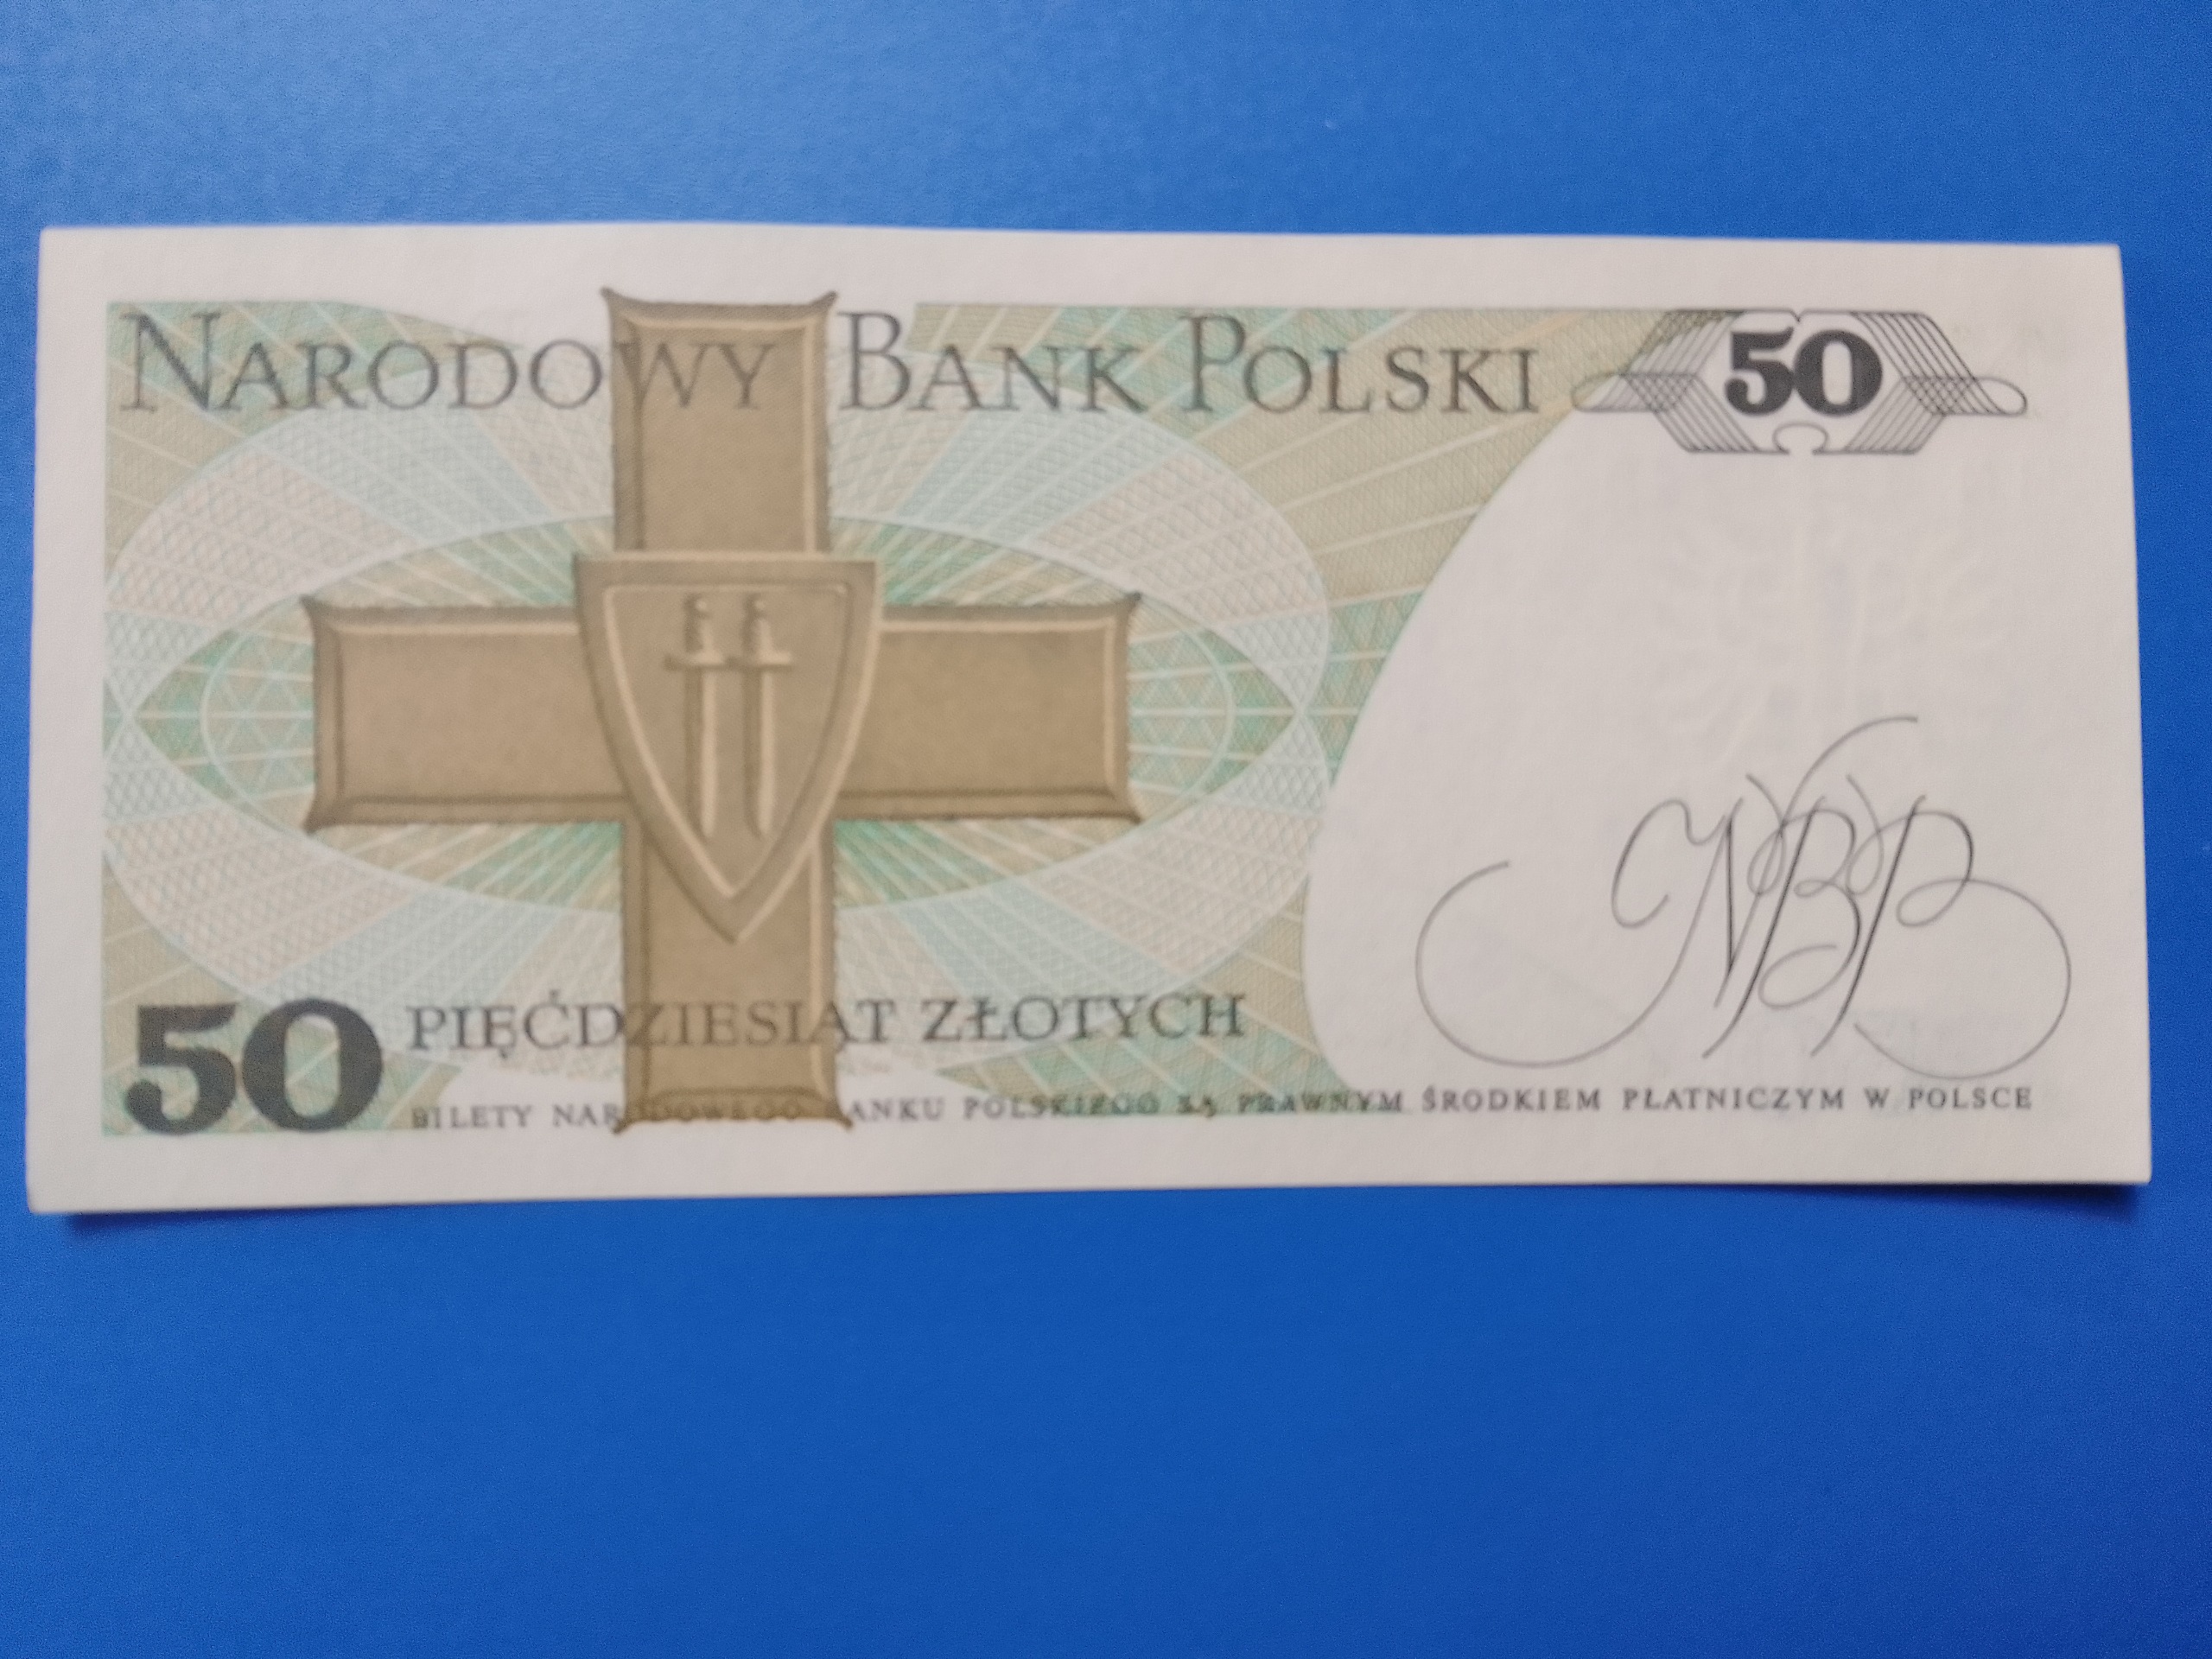 NARODOWY BANK POLSKI 50
NBP
50 PIĘĆDZIESIĄT ZŁOTYCH
BILETY NARODOWEGO BANKU POLSKIEGO SĄ PRAWNYM ŚRODKIEM PŁATNICZYM W POLSCE